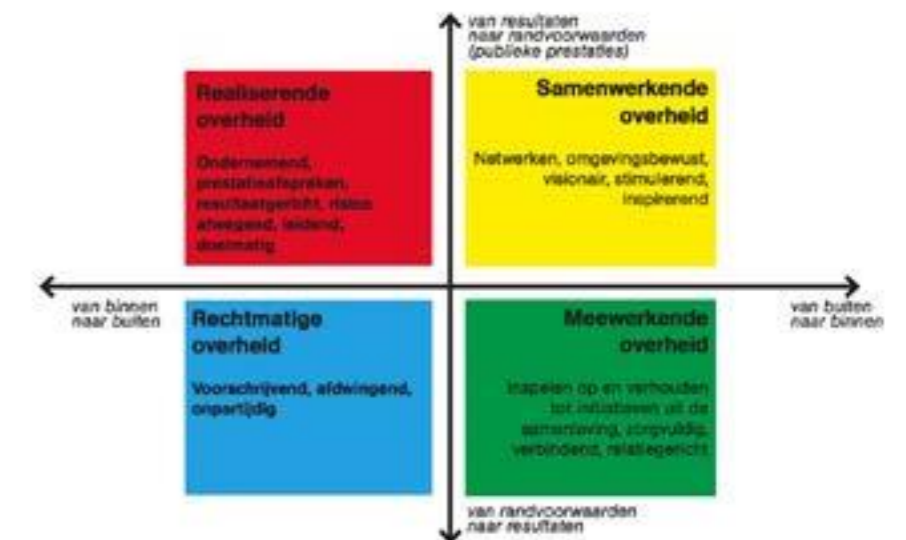 van resultaten
naar randvoorwaarden
(publieke prestaties)
Realiserende
overheid
Ondernemend,
prestatieafspraken,
resultaatgericht, risico
afwegend, leidend,
doelmatig
Samenwerkende
overheid
Netwerken, omgevingsbewust,
visionair, stimulerend,
inspirerend
van binnen
naar buiten
van buiten
naar binnen
Rechtmatige
overheid
Voorschrijvend, afdwingend,
onpartijdig
Meewerkende
overheid
Inspelen op en verhouden
tot initiatieven uit de
samenleving, zorgvuldig,
verbindend, relatiegericht
van randvoorwaarden
naar resultaten